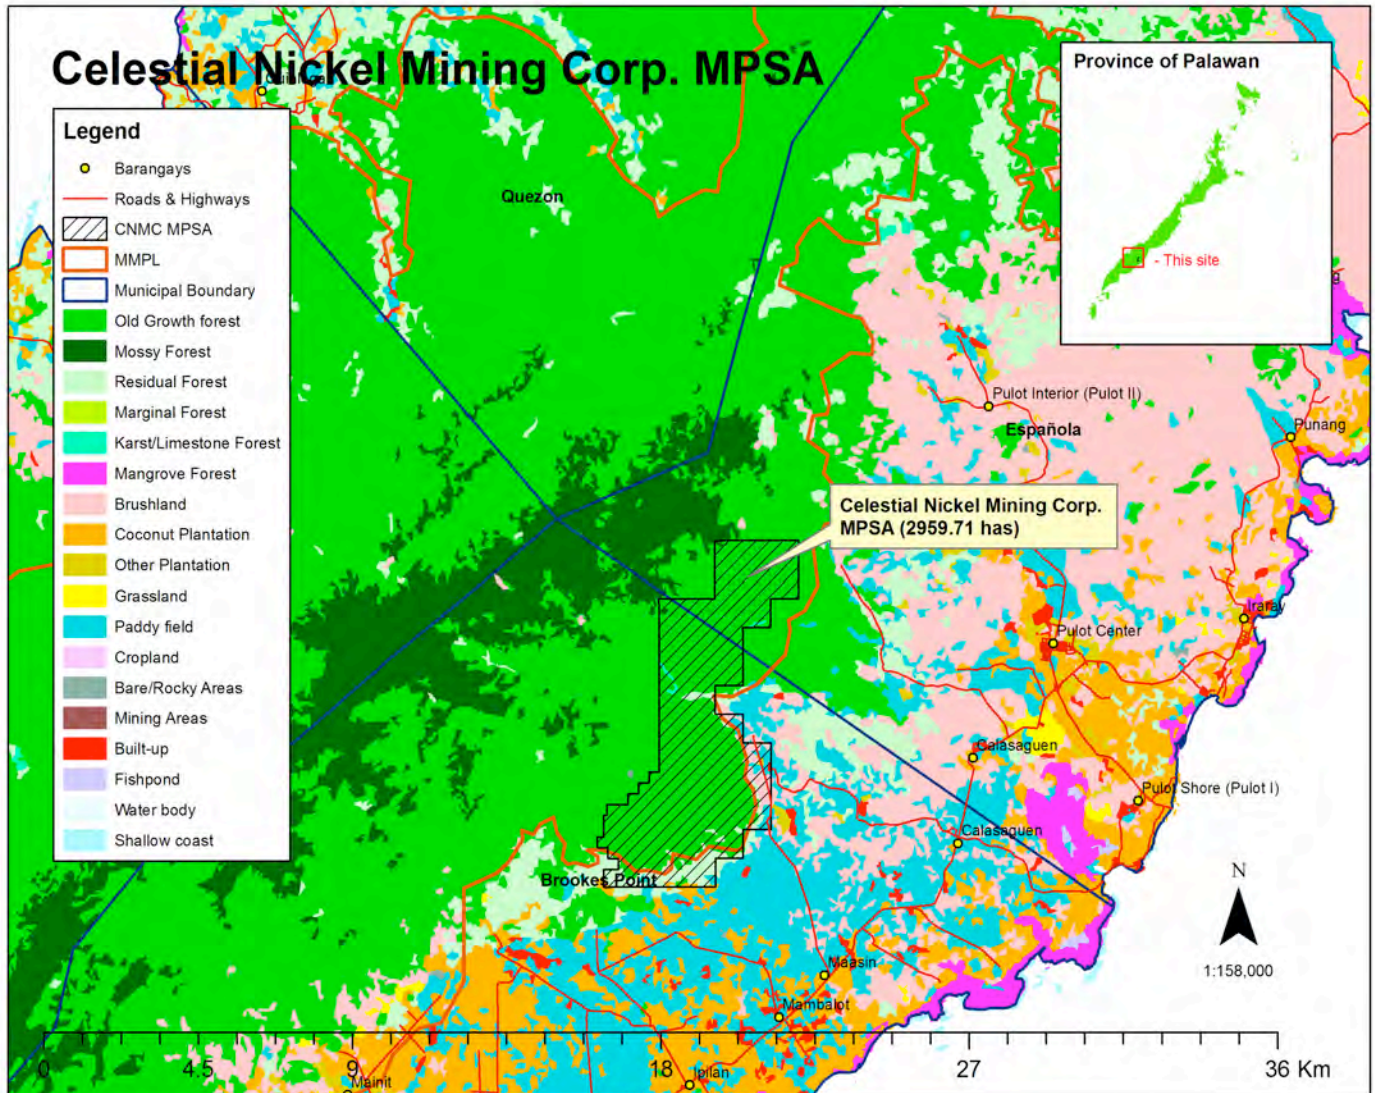 Celestial Nickel Mining Corp. MPSA
Province of Palawan
- This site
Legend
Barangays
Roads & Highways
CNMC MPSA
MMPL
Municipal Boundary
Old Growth forest
Mossy Forest
Residual Forest
Marginal Forest
Karst/Limestone Forest
Mangrove Forest
Brushland
Coconut Plantation
Other Plantation
Grassland
Paddy field
Cropland
Bare/Rocky Areas
Mining Areas
Built-up
Fishpond
Water body
Shallow coast
Quezon
Pulot Interior (Pulot II)
Española
Punang
Celestial Nickel Mining Corp.
MPSA (2959.71 has)
Iraray
Pulot Center
Calasaguen
Pulot Shore (Pulot I)
Calasaguen
Brookes Point
N
1:158,000
Maasin
Mambalot
0 4.5 9 18 27 36 Km
Mainit
Ipilan